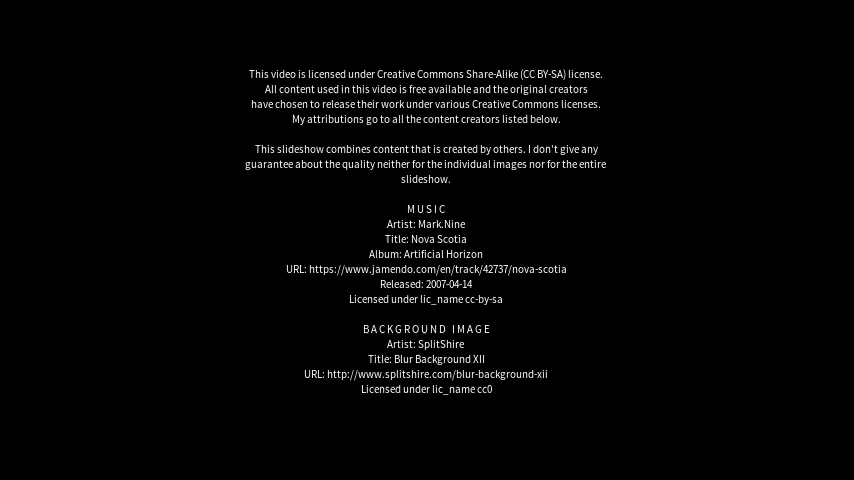 This video is licensed under Creative Commons Share-Alike (CC BY-SA) license.
All content used in this video is free available and the original creators
have chosen to release their work under various Creative Commons licenses.
My attributions go to all the content creators listed below.
This slideshow combines content that is created by others. I don't give any
guarantee about the quality neither for the individual images nor for the entire
slideshow.
MUSIC
Artist: Mark.Nine
Title: Nova Scotia
Album: Artificial Horizon
URL: https://www.jamendo.com/en/track/42737/nova-scotia
Released: 2007-04-14
Licensed under lic_name cc-by-sa
BACKGROUND IMAGE
Artist: SplitShire
Title: Blur Background XII
URL: http://www.splitshire.com/blur-background-xii
Licensed under lic_name cc0